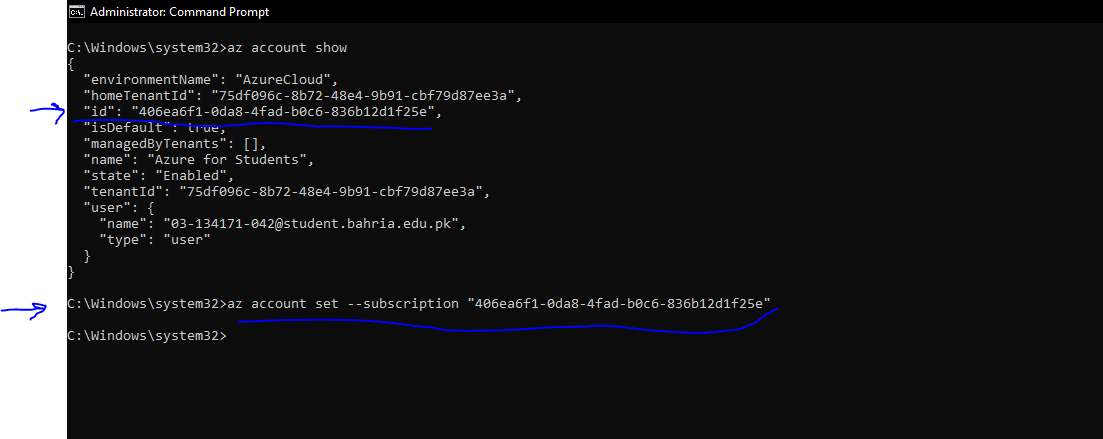 Administrator: Command Prompt
C:\Windows\system32>az account show
{
  "environmentName": "AzureCloud",
  "homeTenantId": "75df096c-8b72-48e4-9b91-cbf79d87ee3a",
  "id": "406ea6f1-0da8-4fad-b0c6-836b12d1f25e",
  "isDefault": true,
  "managedByTenants": [],
  "name": "Azure for Students",
  "state": "Enabled",
  "tenantId": "75df096c-8b72-48e4-9b91-cbf79d87ee3a",
  "user": {
    "name": "03-134171-042@student.bahria.edu.pk",
    "type": "user"
  }
}
C:\Windows\system32>az account set --subscription "406ea6f1-0da8-4fad-b0c6-836b12d1f25e"
C:\Windows\system32>